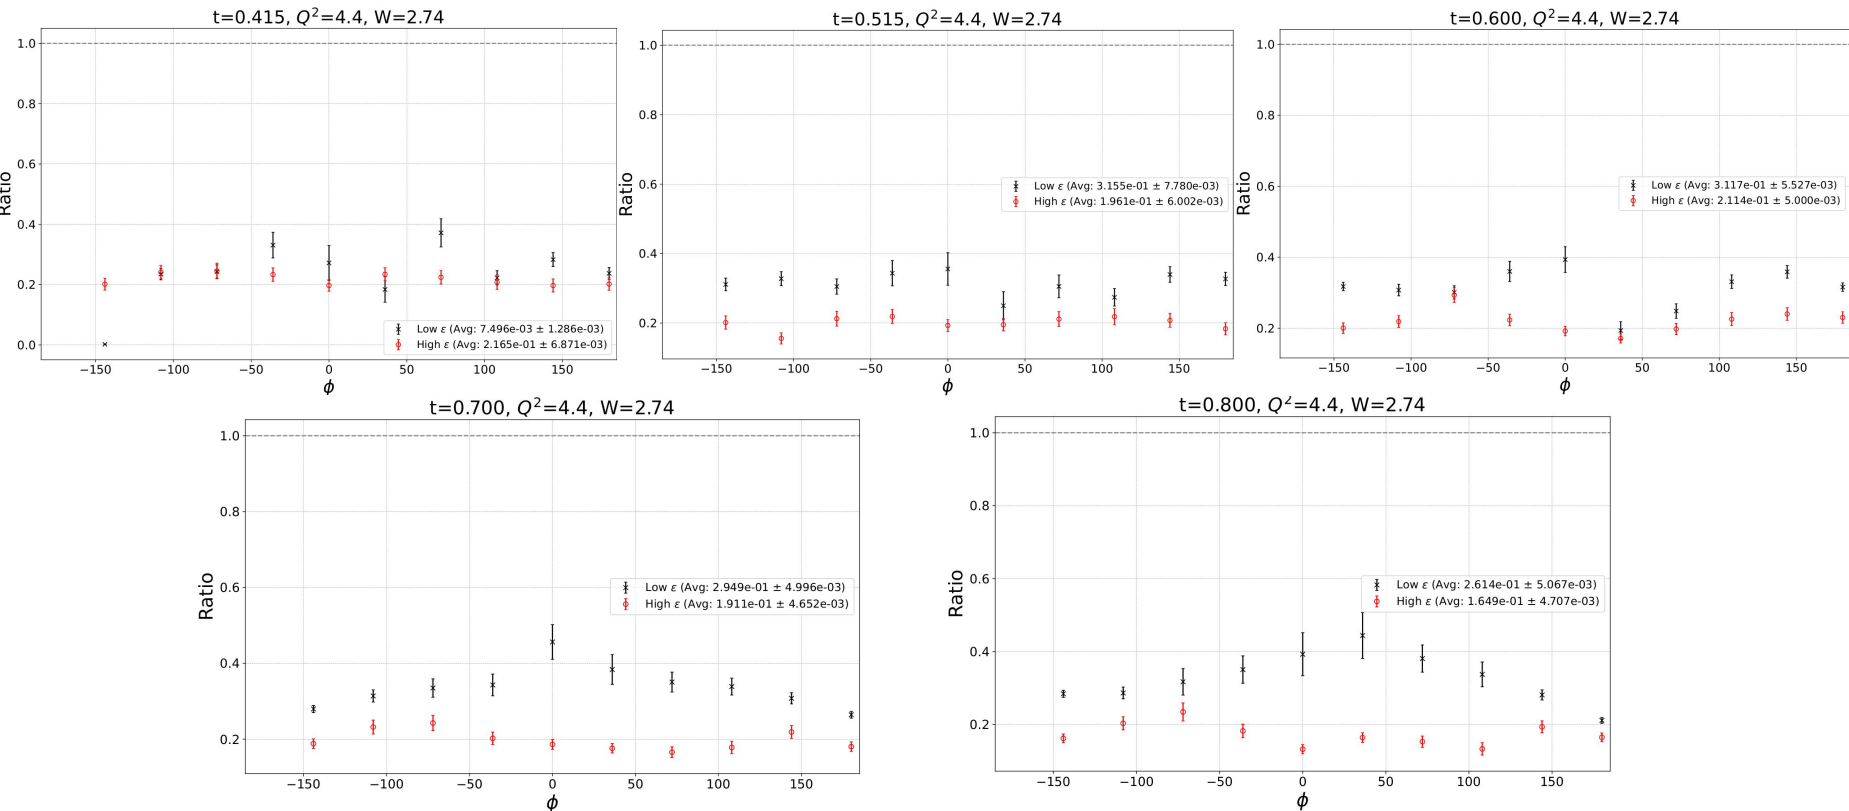 t=0.415, Q²=4.4, W=2.74
1.0
0.8
0.6
0.4
0.2
0.0
Ratio
Low ε (Avg: 7.496e-03 ± 1.286e-03)
High ε (Avg: 2.165e-01 ± 6.871e-03)
−150 −100 −50 0 50 100 150
ϕ
t=0.515, Q²=4.4, W=2.74
1.0
0.8
0.6
0.4
0.2
Ratio
Low ε (Avg: 3.155e-01 ± 7.780e-03)
High ε (Avg: 1.961e-01 ± 6.002e-03)
−150 −100 −50 0 50 100 150
ϕ
t=0.600, Q²=4.4, W=2.74
1.0
0.8
0.6
0.4
0.2
Ratio
Low ε (Avg: 3.117e-01 ± 5.527e-03)
High ε (Avg: 2.114e-01 ± 5.000e-03)
−150 −100 −50 0 50 100 150
ϕ
t=0.700, Q²=4.4, W=2.74
1.0
0.8
0.6
0.4
0.2
Ratio
Low ε (Avg: 2.949e-01 ± 4.996e-03)
High ε (Avg: 1.911e-01 ± 4.652e-03)
−150 −100 −50 0 50 100 150
ϕ
t=0.800, Q²=4.4, W=2.74
1.0
0.8
0.6
0.4
0.2
Ratio
Low ε (Avg: 2.614e-01 ± 5.067e-03)
High ε (Avg: 1.649e-01 ± 4.707e-03)
−150 −100 −50 0 50 100 150
ϕ